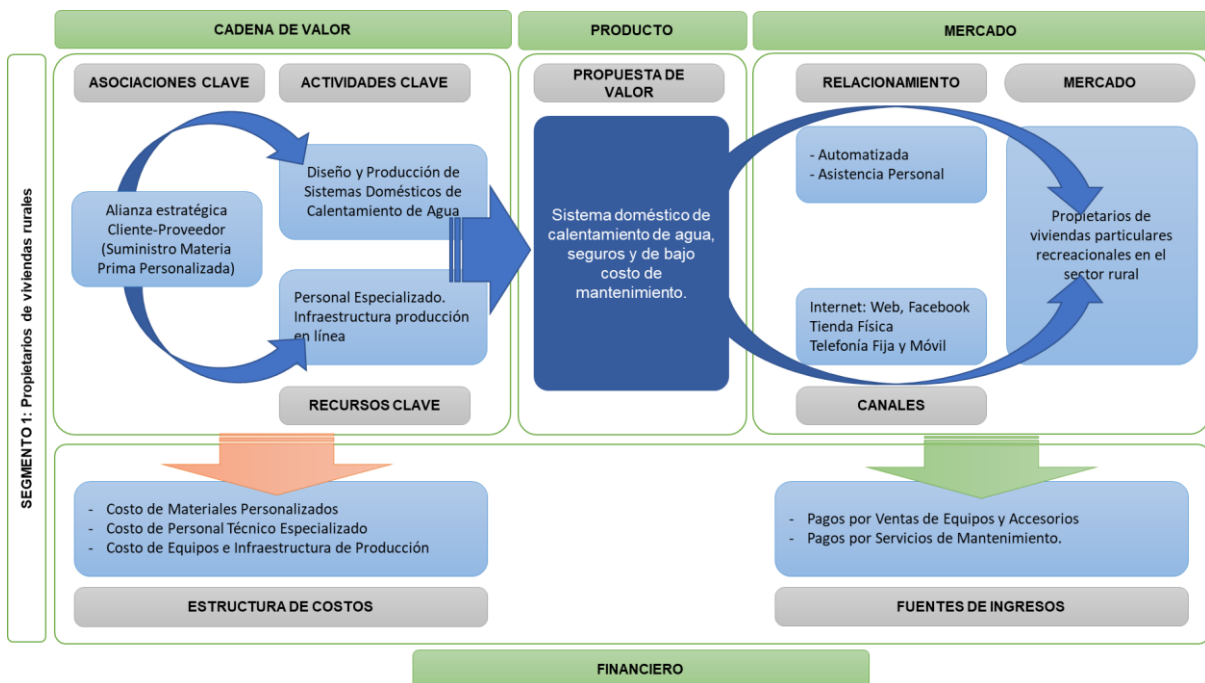 CADENA DE VALOR
PRODUCTO
MERCADO
SEGMENTO 1: Propietarios de viviendas rurales
ASOCIACIONES CLAVE
ACTIVIDADES CLAVE
PROPUESTA DE
VALOR
RELACIONAMIENTO
MERCADO
Alianza estratégica
Cliente-Proveedor
(Suministro Materia
Prima Personalizada)
Diseño y Producción de
Sistemas Domésticos de
Calentamiento de Agua
Personal Especializado.
Infraestructura producción
en línea
RECURSOS CLAVE
Sistema doméstico de
calentamiento de agua,
seguros y de bajo
costo de
mantenimiento.
- Automatizada
- Asistencia Personal
Internet: Web, Facebook
Tienda Física
Telefonía Fija y Móvil
CANALES
Propietarios de
viviendas particulares
recreacionales en el
sector rural
- Costo de Materiales Personalizados
- Costo de Personal Técnico Especializado
- Costo de Equipos e Infraestructura de Producción
ESTRUCTURA DE COSTOS
- Pagos por Ventas de Equipos y Accesorios
- Pagos por Servicios de Mantenimiento.
FUENTES DE INGRESOS
FINANCIERO